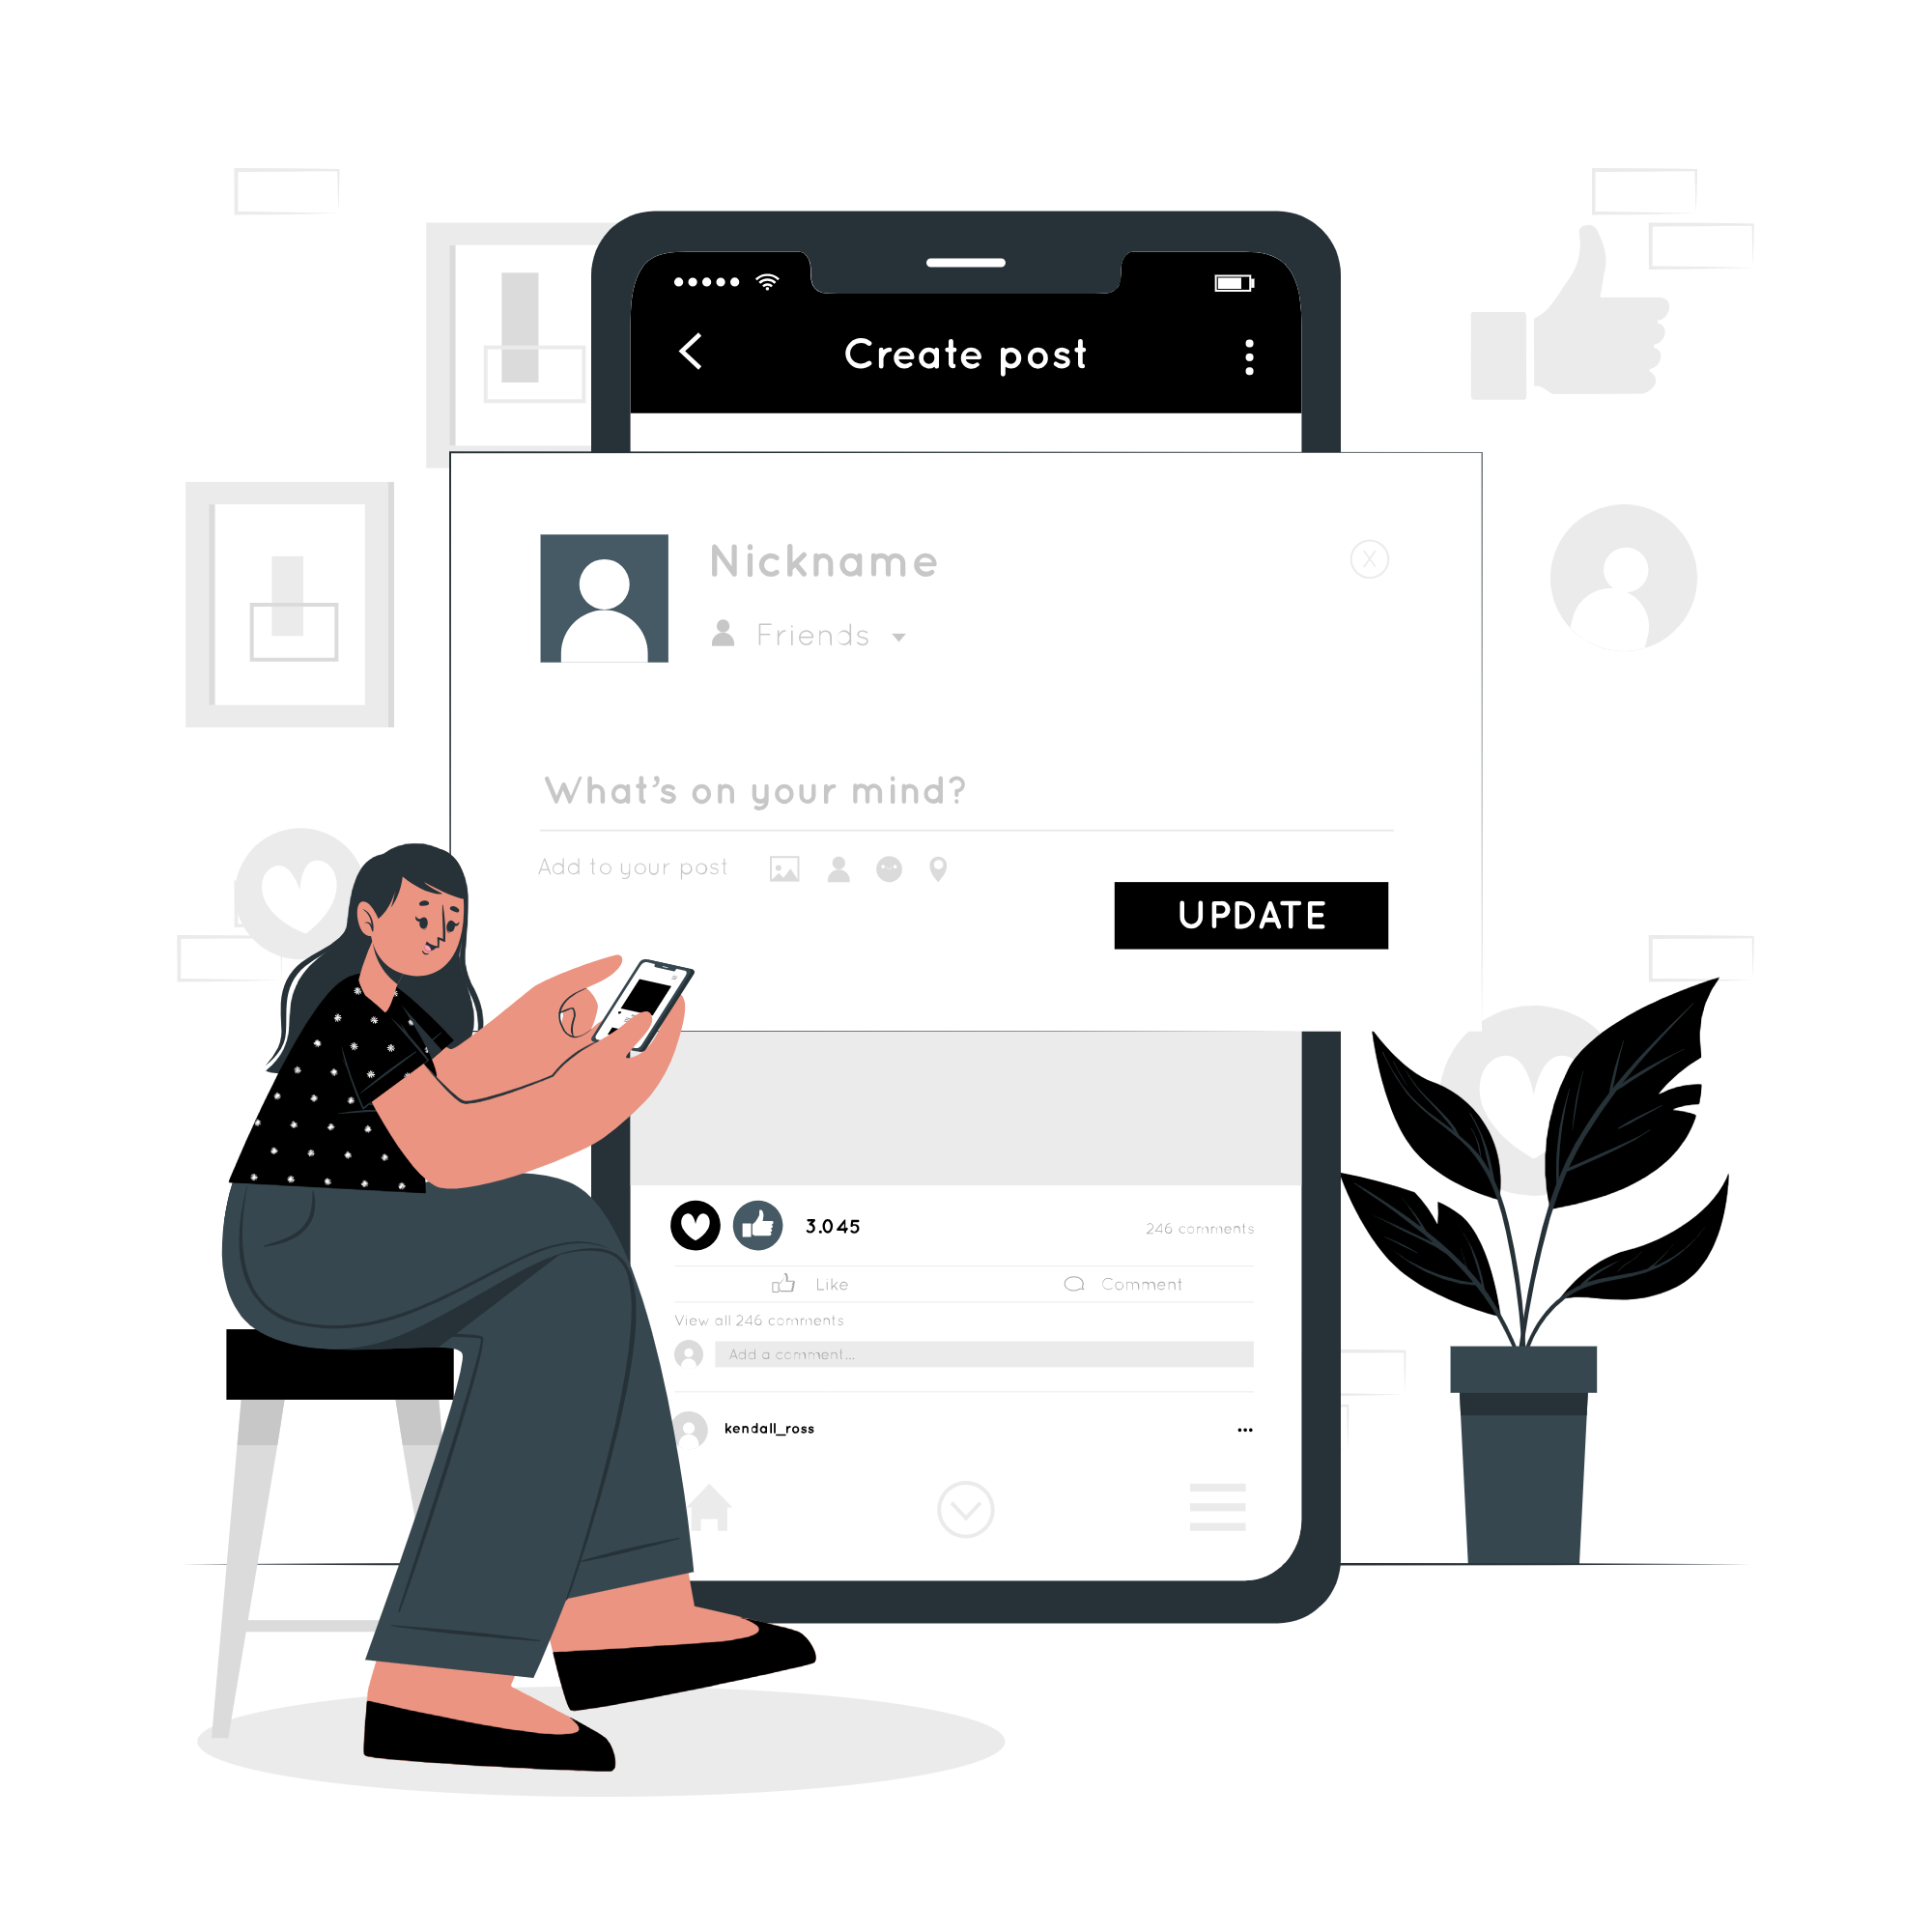 Create post
Nickname
X
Friends
What's on your mind?
Add to your post
UPDATE
3.045
246 comments
Like
Comment
View all 246 comments
Add a comment...
kendall_ross